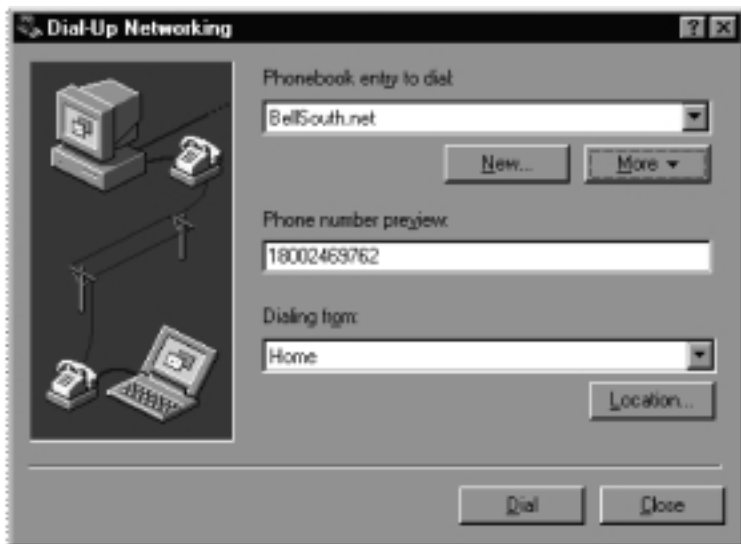 Dial-Up Networking
Phonebook entry to dial:
BellSouth.net
New...
More
Phone number preview:
18002469762
Dialing from:
Home
Location...
Dial
Close